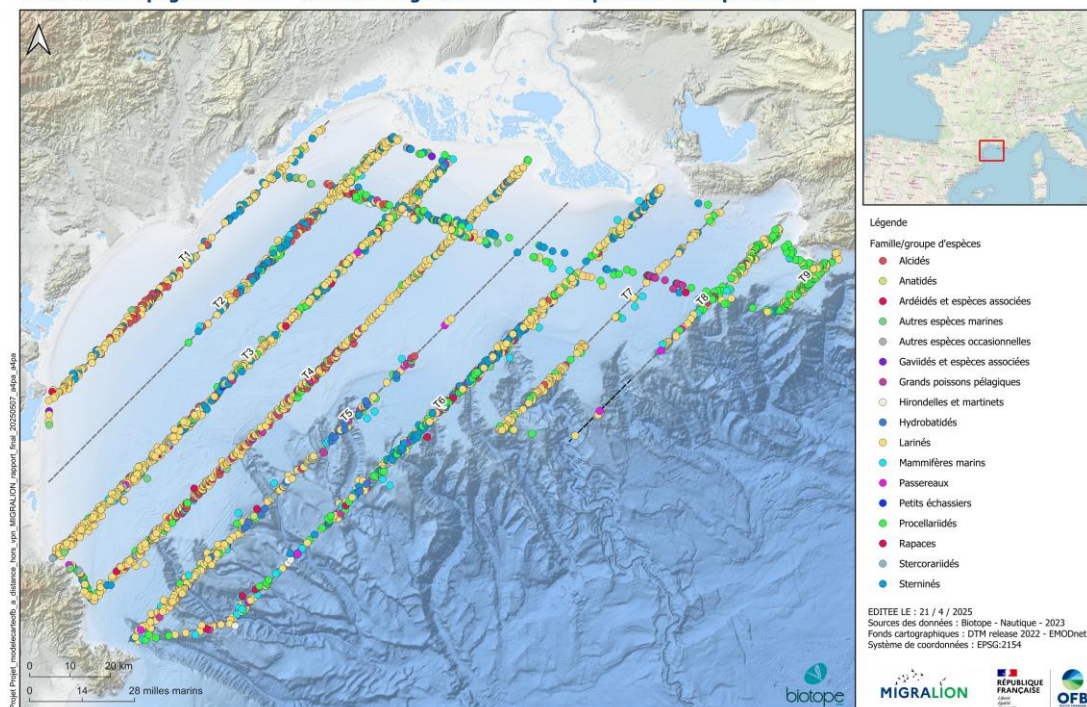 T1
T2
T3
T4
T5
T6
T7
T8
T9
0 10 20 km
0 14 28 milles marins
biotope
Légende
Famille/groupe d'espèces
Alcidés
Anatidés
Ardéidés et espèces associées
Autres espèces marines
Autres espèces occasionnelles
Gaviidés et espèces associées
Grands poissons pélagiques
Hirondelles et martinets
Hydrobatidés
Larinés
Mammifères marins
Passereaux
Petits échassiers
Procellariidés
Rapaces
Stercorariidés
Sterninés
EDITEE LE : 21 / 4 / 2025
Sources des données : Biotope - Nautique - 2023
Fonds cartographiques : DTM release 2022 - EMODnet
Système de coordonnées : EPSG:2154
MIGRALION
RÉPUBLIQUE
FRANÇAISE
Liberté
Égalité
OFB